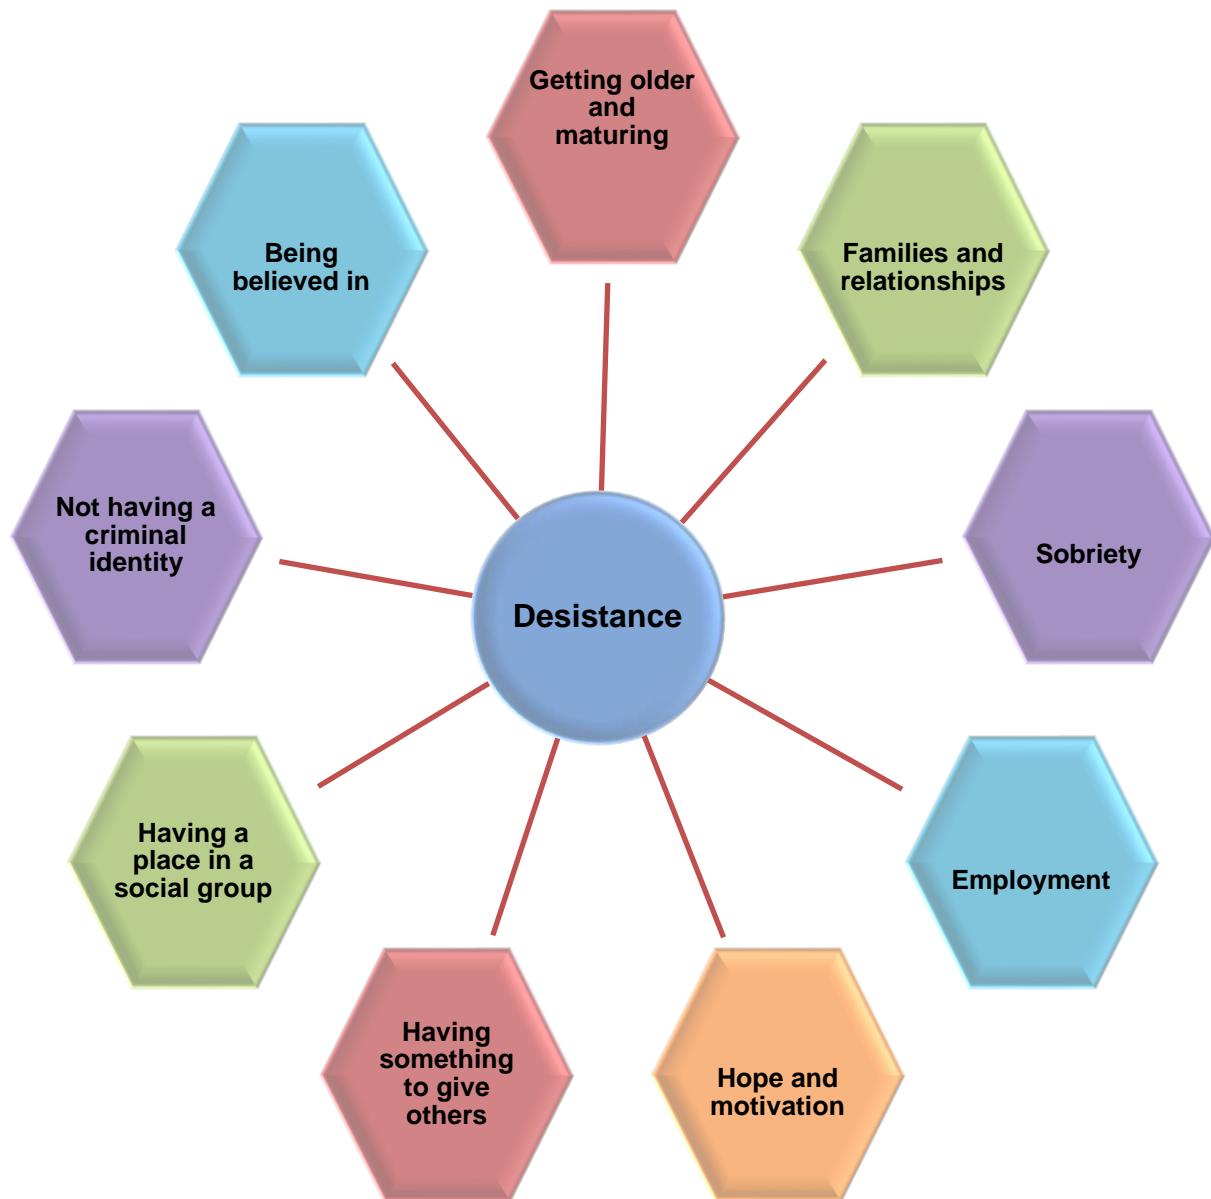 Getting older
and
maturing
Families and
relationships
Sobriety
Employment
Hope and
motivation
Having
something
to give
others
Having a
place in a
social group
Not having a
criminal
identity
Being
believed in
Desistance